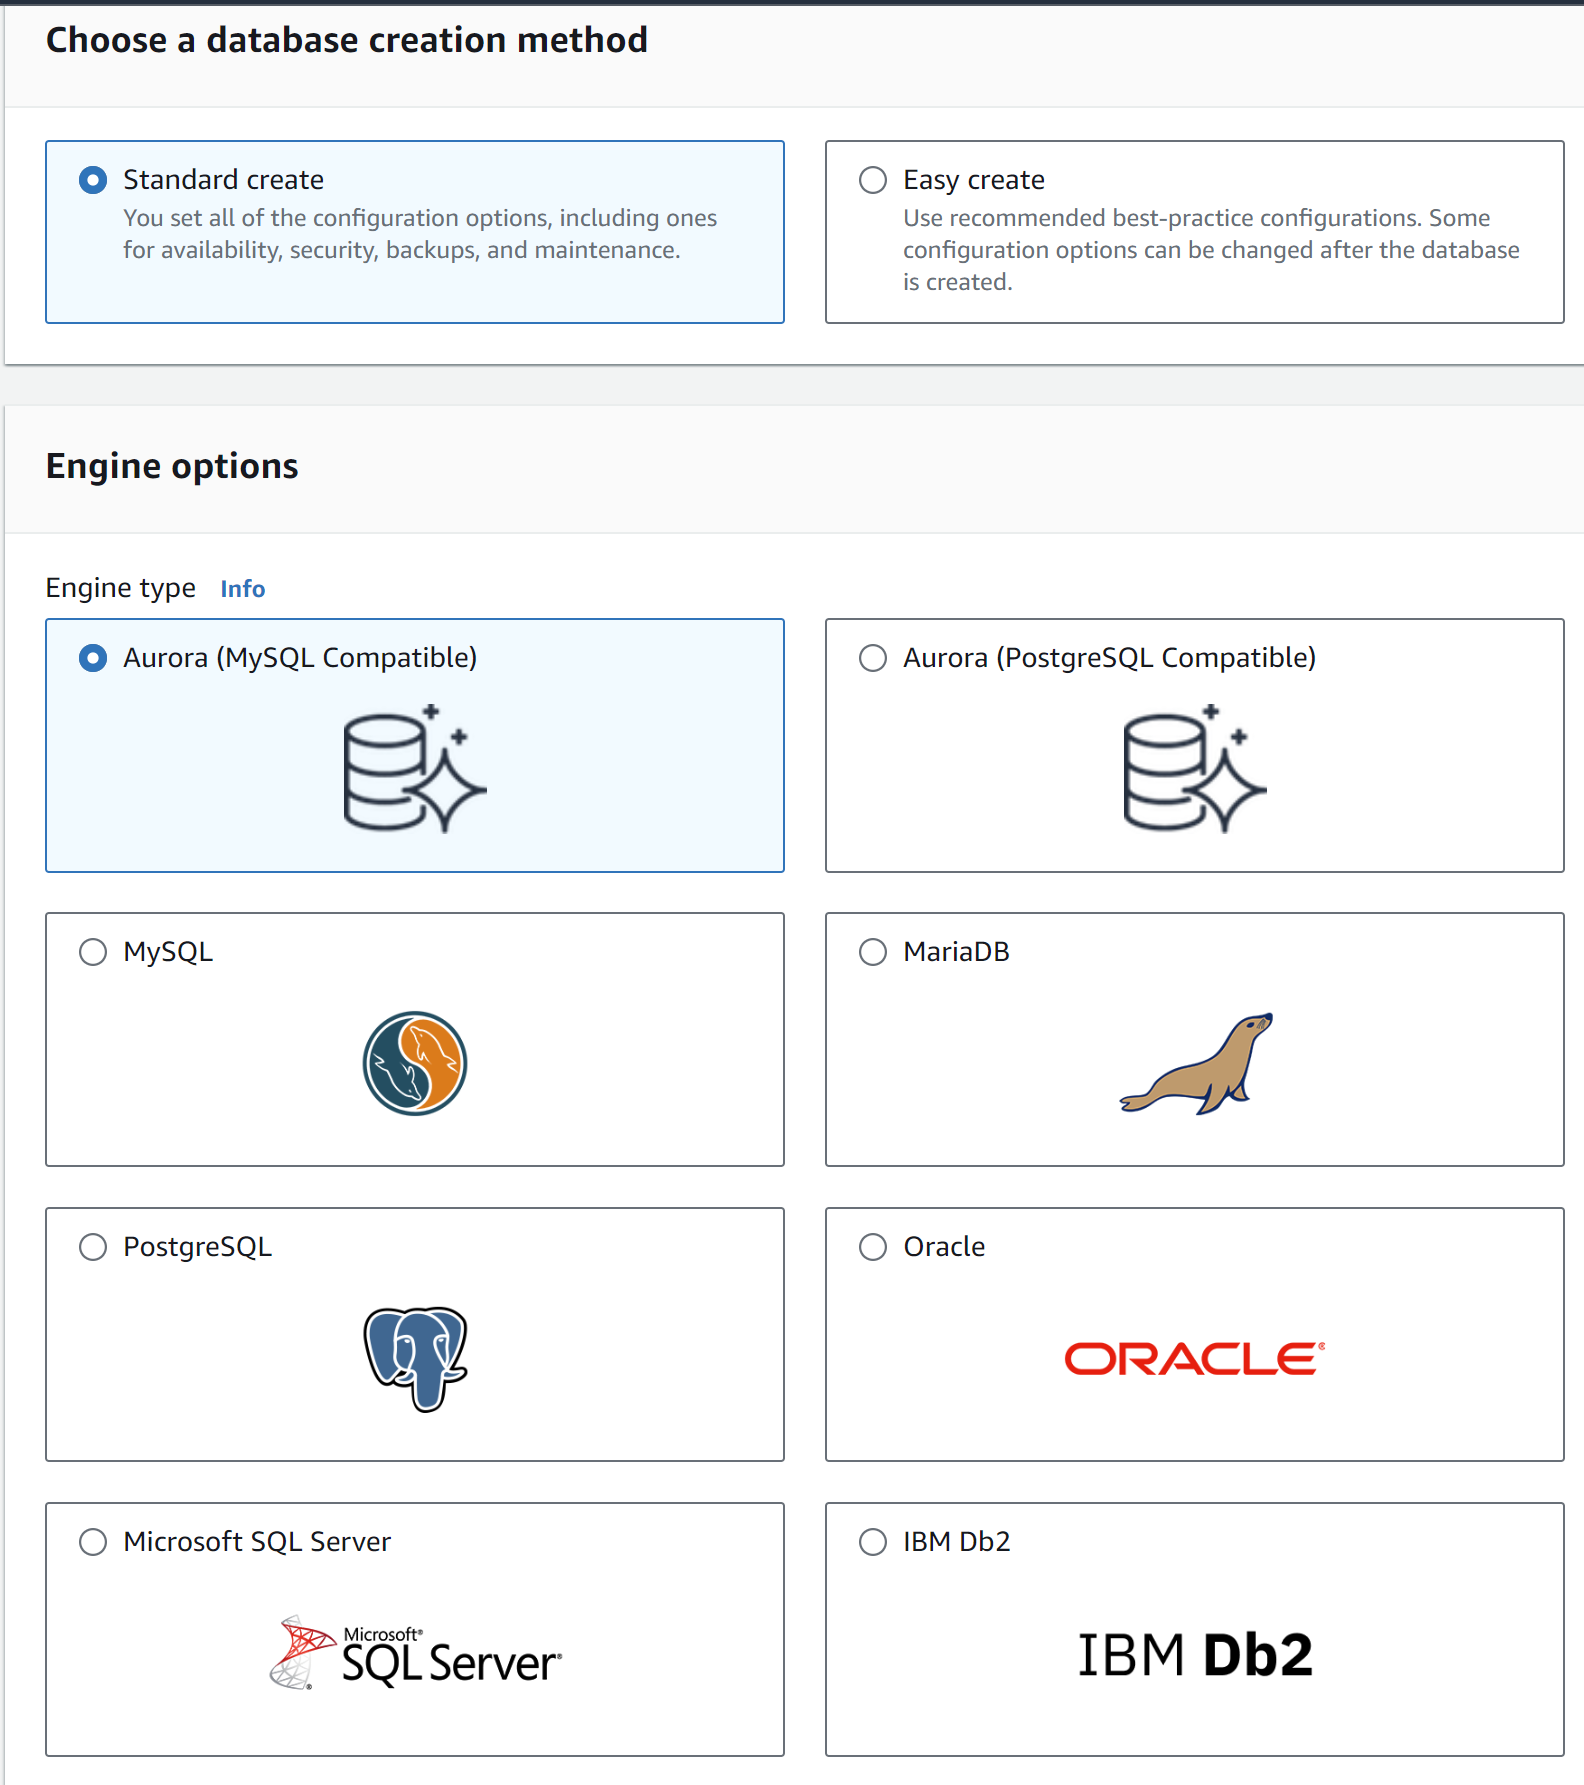 Choose a database creation method
Standard create
You set all of the configuration options, including ones
for availability, security, backups, and maintenance.
Easy create
Use recommended best-practice configurations. Some
configuration options can be changed after the database
is created.
Engine options
Engine type Info
Aurora (MySQL Compatible)
Aurora (PostgreSQL Compatible)
MySQL
MariaDB
PostgreSQL
Oracle
ORACLE®
Microsoft SQL Server
Microsoft®
SQL Server®
IBM Db2
IBM Db2